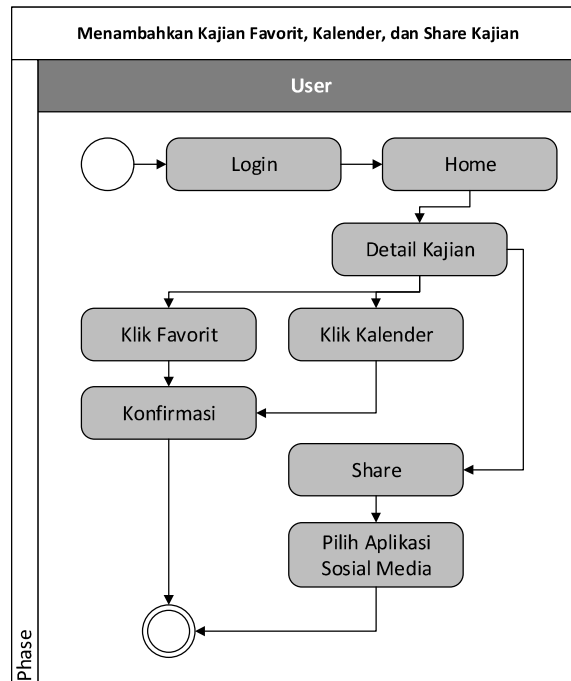 Menambahkan Kajian Favorit, Kalender, dan Share Kajian
User
Login
Home
Detail Kajian
Klik Favorit
Klik Kalender
Konfirmasi
Share
Pilih Aplikasi
Sosial Media
Phase